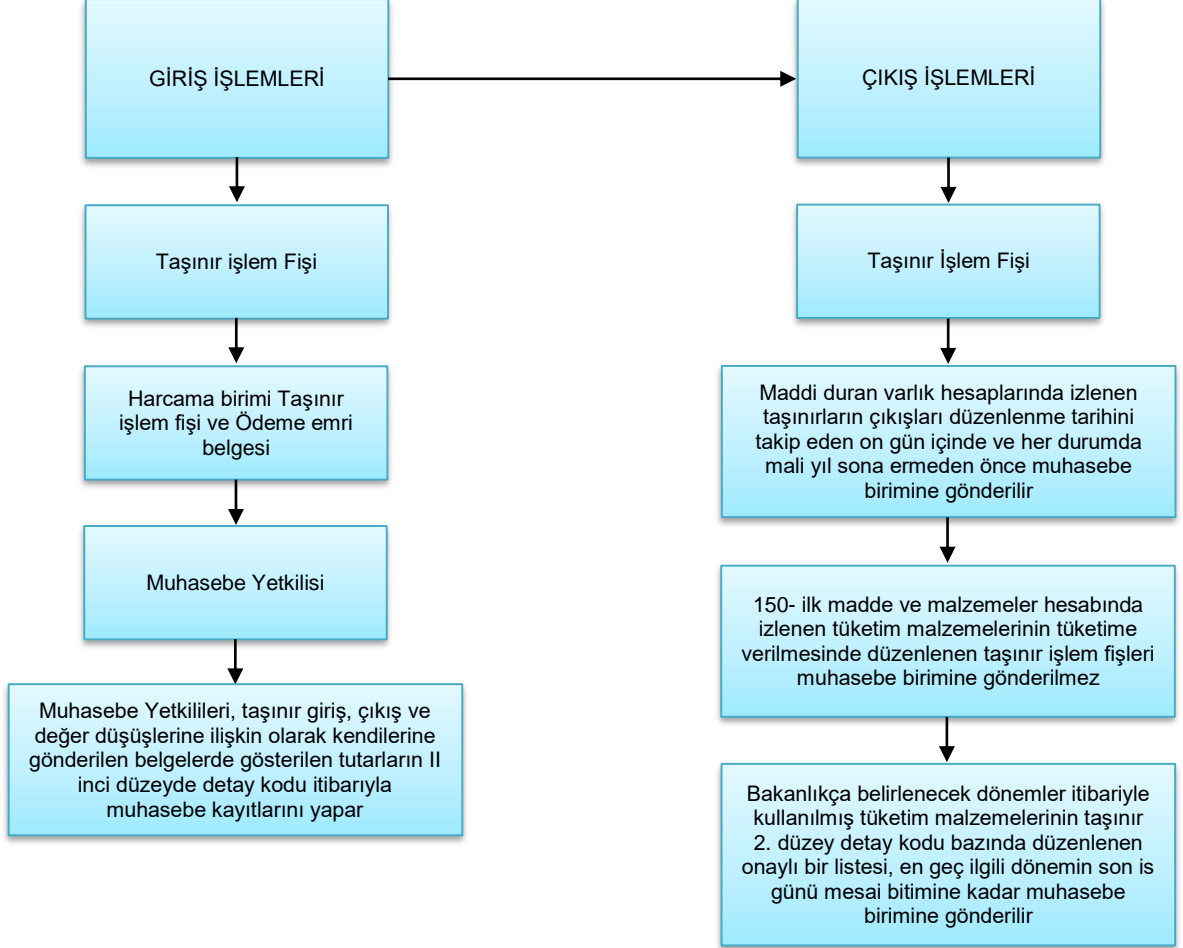 GİRİŞ İŞLEMLERİ
Taşınır işlem Fişi
Harcama birimi Taşınır
işlem fişi ve Ödeme emri
belgesi
Muhasebe Yetkilisi
Muhasebe Yetkilileri, taşınır giriş, çıkış ve
değer düşüşlerine ilişkin olarak kendilerine
gönderilen belgelerde gösterilen tutarların II
inci düzeyde detay kodu itibarıyla
muhasebe kayıtlarını yapar
ÇIKIŞ İŞLEMLERİ
Taşınır İşlem Fişi
Maddi duran varlık hesaplarında izlenen
taşınırların çıkışları düzenlenme tarihini
takip eden on gün içinde ve her durumda
mali yıl sona ermeden önce muhasebe
birimine gönderilir
150- ilk madde ve malzemeler hesabında
izlenen tüketim malzemelerinin tüketime
verilmesinde düzenlenen taşınır işlem fişleri
muhasebe birimine gönderilmez
Bakanlıkça belirlenecek dönemler itibariyle
kullanılmış tüketim malzemelerinin taşınır
2. düzey detay kodu bazında düzenlenen
onaylı bir listesi, en geç ilgili dönemin son is
günü mesai bitimine kadar muhasebe
birimine gönderilir